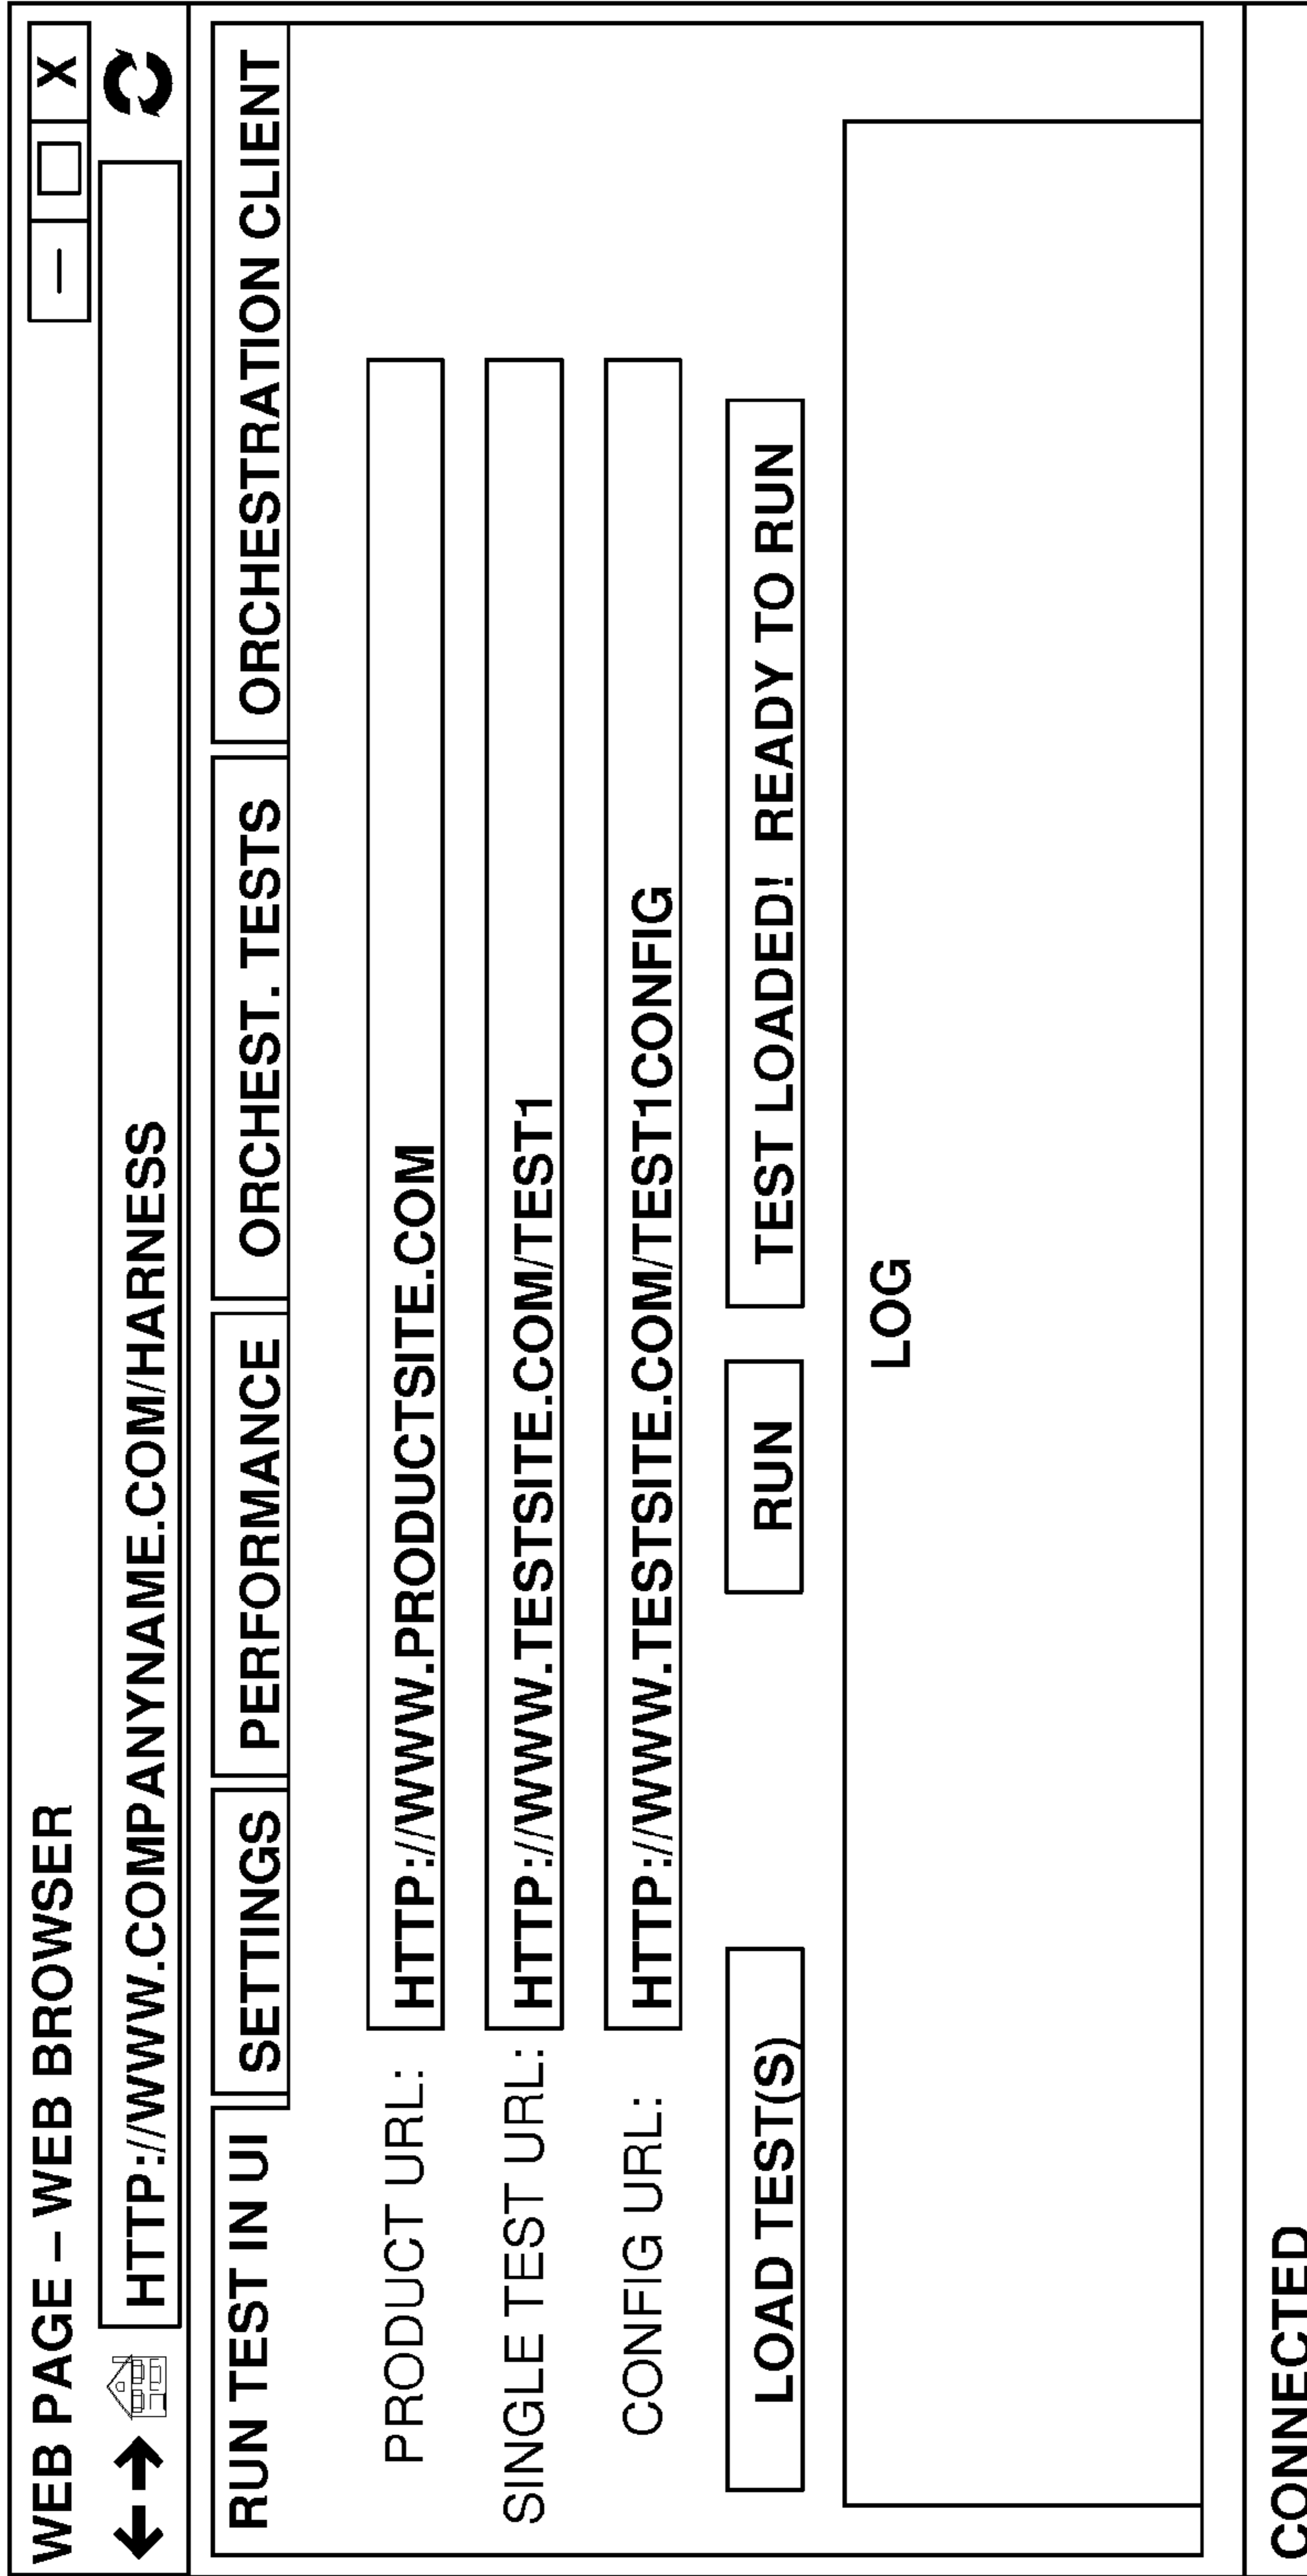 WEB PAGE – WEB BROWSER – X
HTTP://WWW.COMPANYNAME.COM/HARNESS
RUN TEST IN UI SETTINGS PERFORMANCE ORCHEST. TESTS ORCHESTRATION CLIENT
PRODUCT URL: HTTP://WWW.PRODUCTSITE.COM
SINGLE TEST URL: HTTP://WWW.TESTSITE.COM/TEST1
CONFIG URL: HTTP://WWW.TESTSITE.COM/TEST1CONFIG
LOAD TEST(S) RUN TEST LOADED! READY TO RUN
LOG
CONNECTED